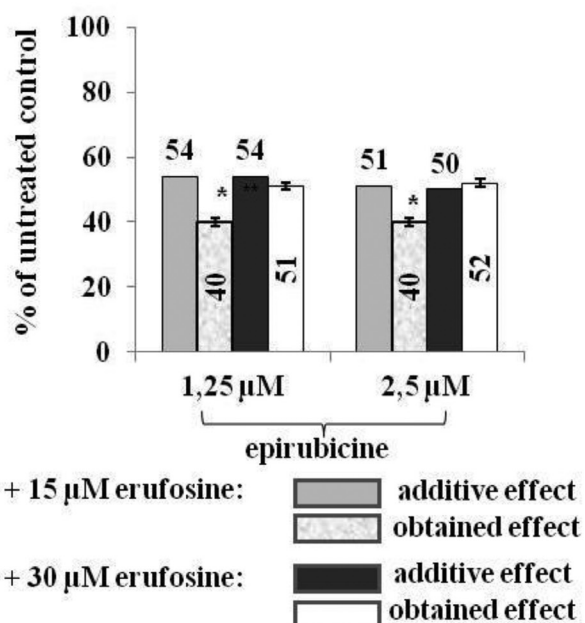 % of untreated control
100
80
60
40
20
0
54
*
40
54
**
51
51
*
40
50
52
1,25 µM
2,5 µM
epirubicine
+ 15 µM erufosine:
additive effect
obtained effect
+ 30 µM erufosine:
additive effect
obtained effect